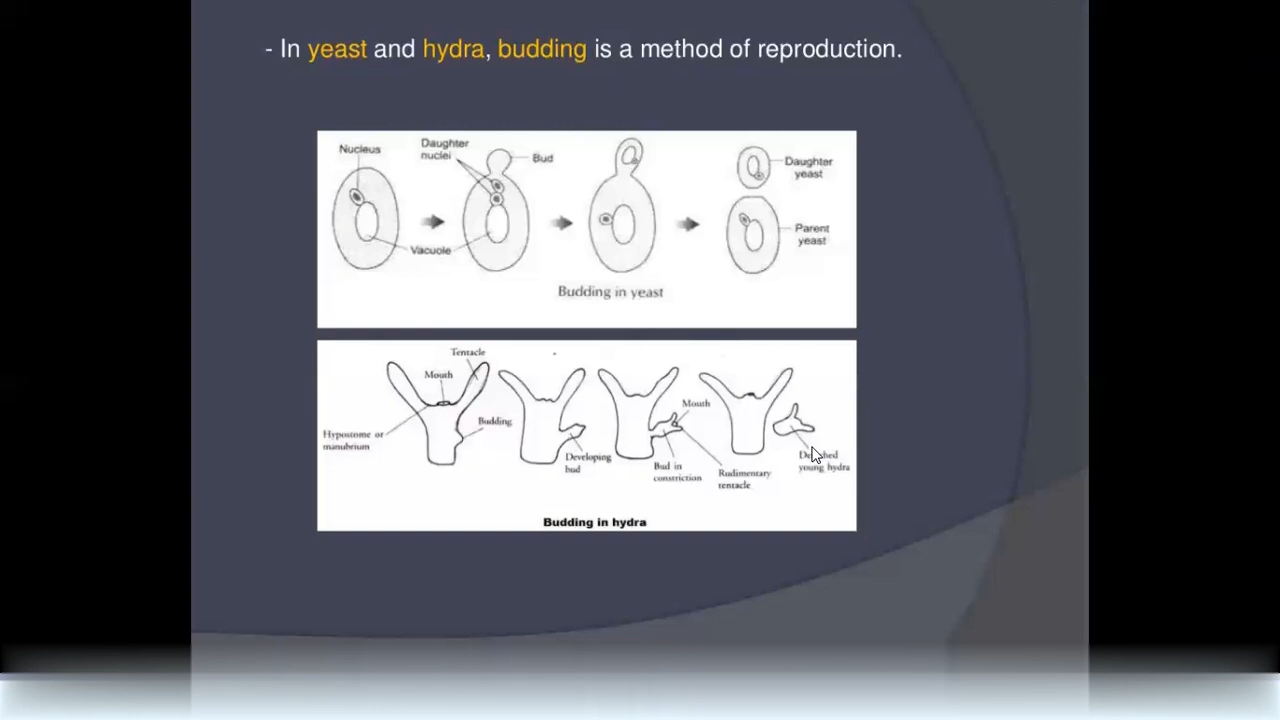 - In yeast and hydra, budding is a method of reproduction.
Nucleus
Daughter
nuclei
Bud
Vacuole
Daughter
yeast
Parent
yeast
Budding in yeast
Tentacle
Mouth
Budding
Hypostome or
manubrium
Developing
bud
Mouth
Bud in
constriction
Rudimentary
tentacle
young hydra
Budding in hydra